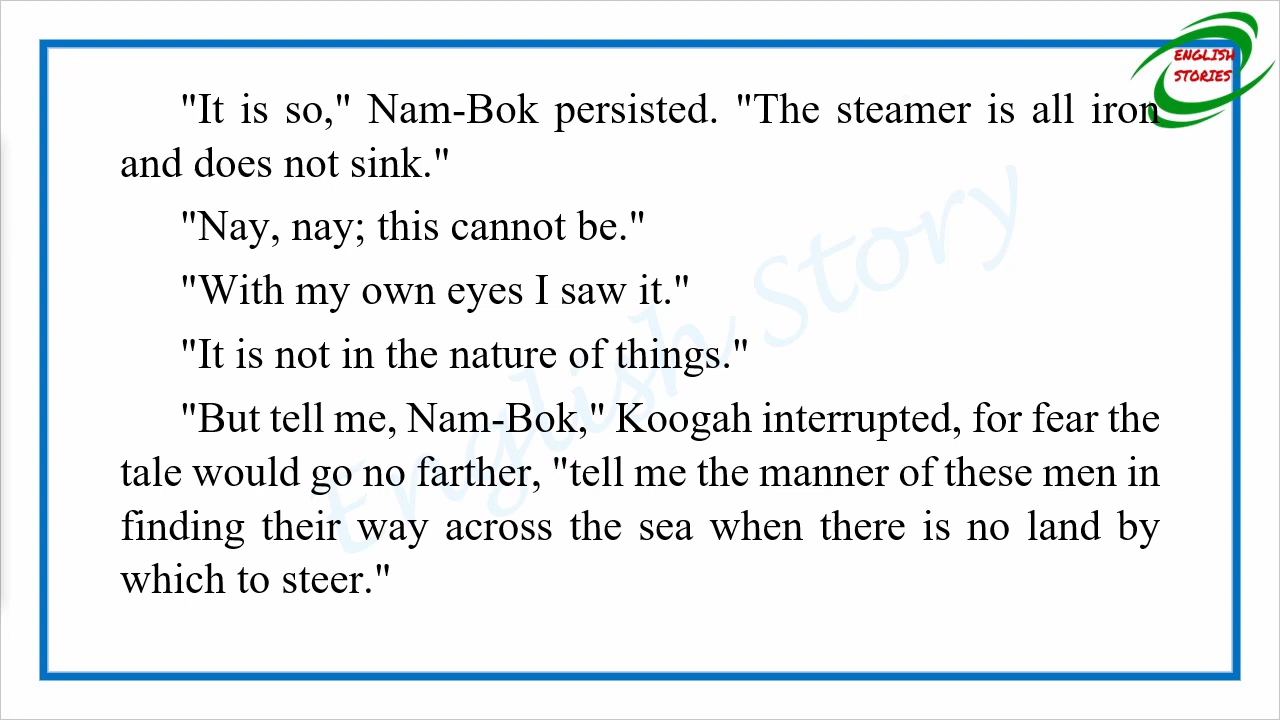 ENGLISH
STORIES
"It is so," Nam-Bok persisted. "The steamer is all iron
and does not sink."
"Nay, nay; this cannot be."
"With my own eyes I saw it."
"It is not in the nature of things."
"But tell me, Nam-Bok," Koogah interrupted, for fear the
tale would go no farther, "tell me the manner of these men in
finding their way across the sea when there is no land by
which to steer."
English Story